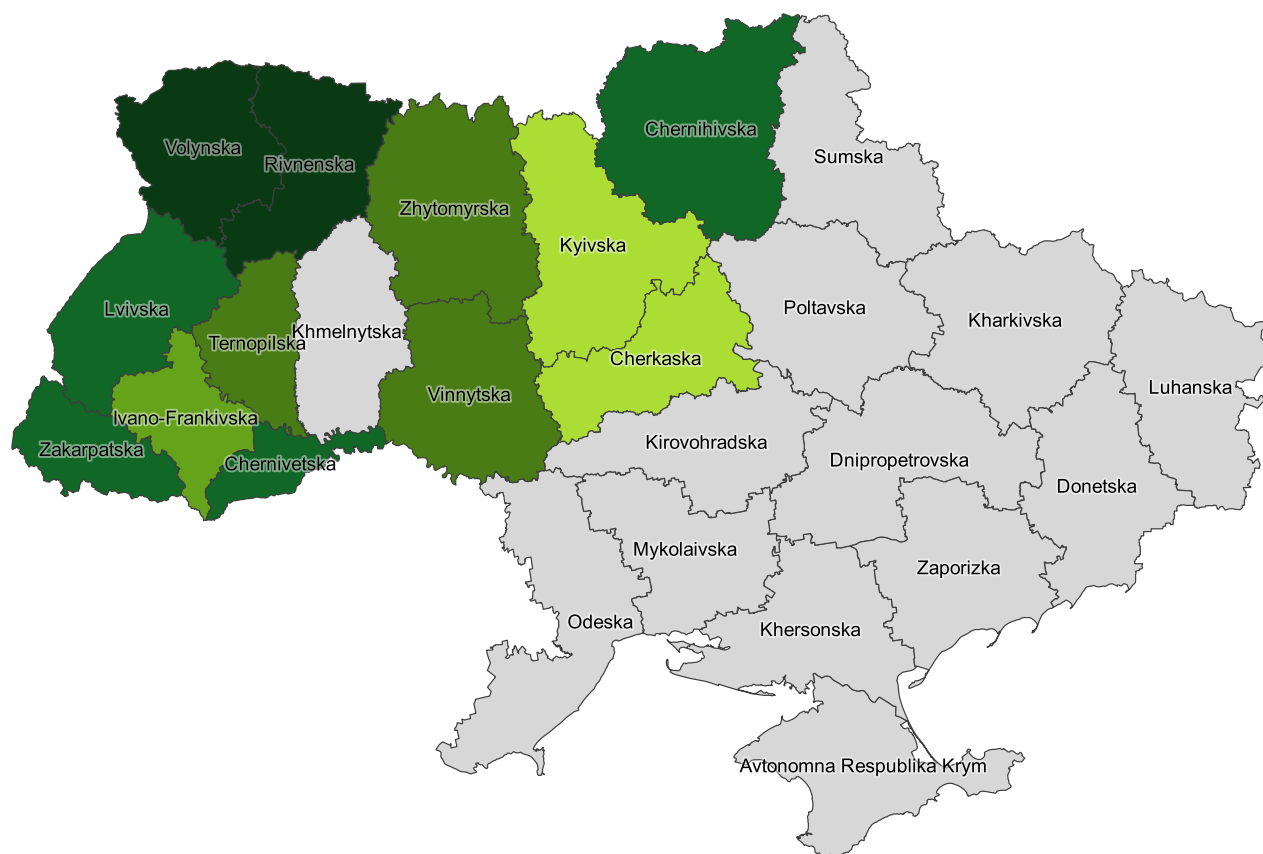 Chernihivska
Volynska
Rivnenska
Sumska
Zhytomyrska
Kyivska
Lvivska
Poltavska
Kharkivska
Khmelnytska
Ternopilska
Cherkaska
Luhanska
Vinnytska
Ivano-Frankivska
Kirovohradska
Zakarpatska
Chernivetska
Dnipropetrovska
Donetska
Mykolaivska
Zaporizka
Odeska
Khersonska
Avtonomna Respublika Krym